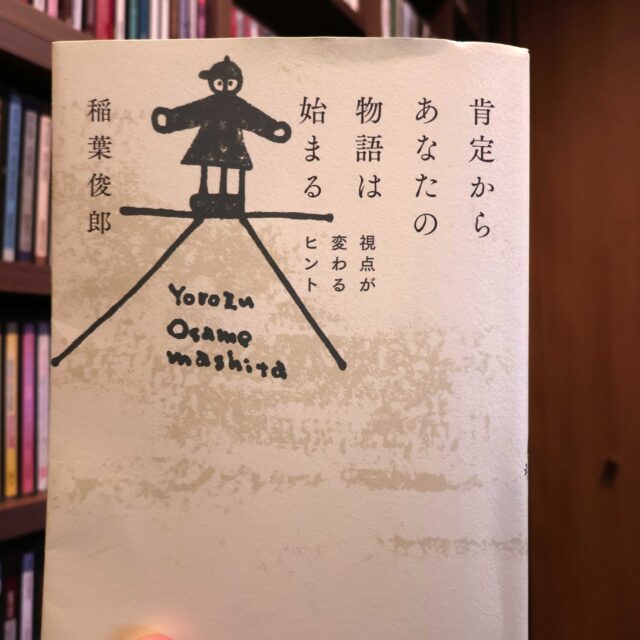 肯定から
あなたの
物語は
始まる
視点が
変わる
ヒント
稲葉俊郎
Yorozu
Osame
mashita